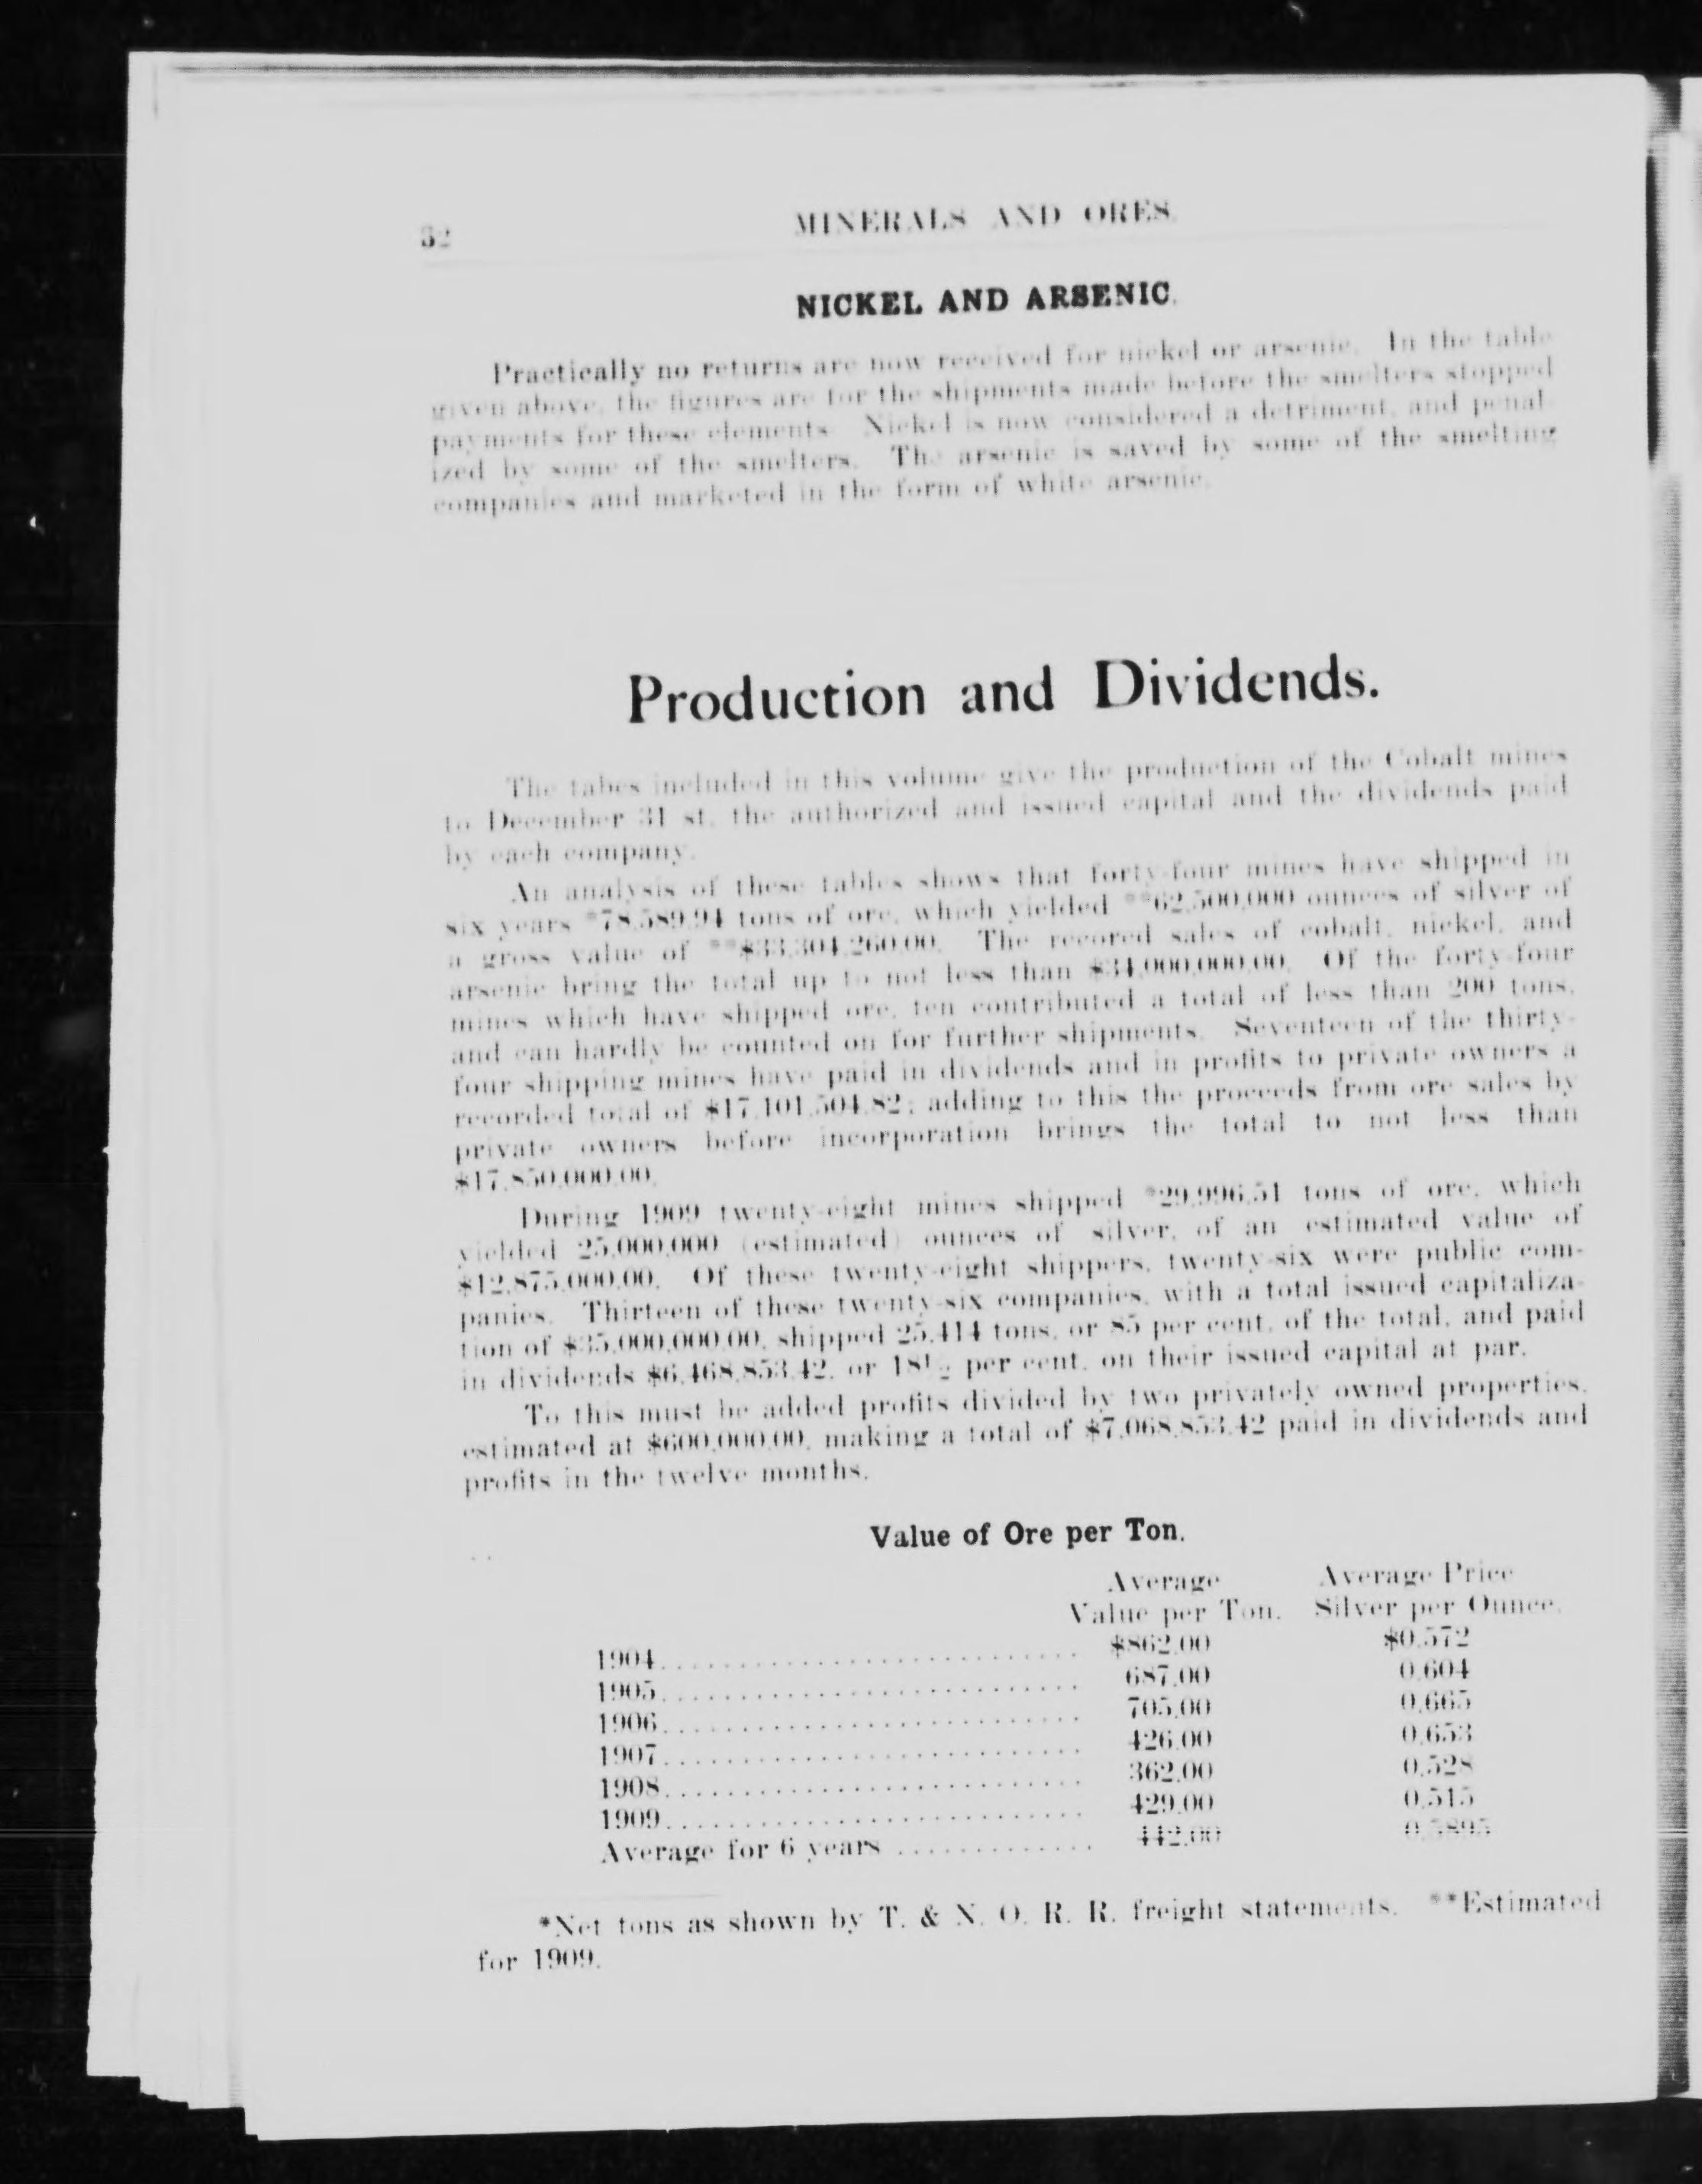 32
MINERALS AND ORES
NICKEL AND ARSENIC.
Practically no returns are now received for nickel or arsenic. In the table
given above, the figures are for the shipments made before the smelters stopped
payments for these elements. Nickel is now considered a detriment, and penal-
ized by some of the smelters. The arsenic is saved by some of the smelting
companies and marketed in the form of white arsenic.
Production and Dividends.
The tabes included in this volume give the production of the Cobalt mines
to December 31 st, the authorized and issued capital and the dividends paid
by each company.
An analysis of these tables shows that forty-four mines have shipped in
six years *78,589.94 tons of ore, which yielded **62,500,000 ounces of silver of
a gross value of **$33,304,260.00. The recored sales of cobalt, nickel, and
arsenic bring the total up to not less than $34,000,000.00. Of the forty-four
mines which have shipped ore, ten contributed a total of less than 200 tons,
and can hardly be counted on for further shipments. Seventeen of the thirty-
four shipping mines have paid in dividends and in profits to private owners a
recorded total of $17,101,504.82; adding to this the proceeds from ore sales by
private owners before incorporation brings the total to not less than
$17,850,000.00.
During 1909 twenty-eight mines shipped *29,996.51 tons of ore, which
yielded 25,000,000 (estimated) ounces of silver, of an estimated value of
$12,875,000.00. Of these twenty-eight shippers, twenty-six were public com-
panies. Thirteen of these twenty-six companies, with a total issued capitaliza-
tion of $35,000,000.00, shipped 25,414 tons, or 85 per cent. of the total, and paid
in dividends $6,468,853.42, or 18½ per cent. on their issued capital at par.
To this must be added profits divided by two privately owned properties,
estimated at $600,000.00, making a total of $7,068,853.42 paid in dividends and
profits in the twelve months.
Value of Ore per Ton.
Average Average Price
Value per Ton. Silver per Ounce.
1904........................... $862.00 $0.572
1905........................... 687.00 0.604
1906........................... 705.00 0.665
1907........................... 426.00 0.653
1908........................... 362.00 0.528
1909........................... 429.00 0.515
Average for 6 years ............. 442.00 0.5895
*Net tons as shown by T. & N. O. R. R. freight statements. **Estimated
for 1909.